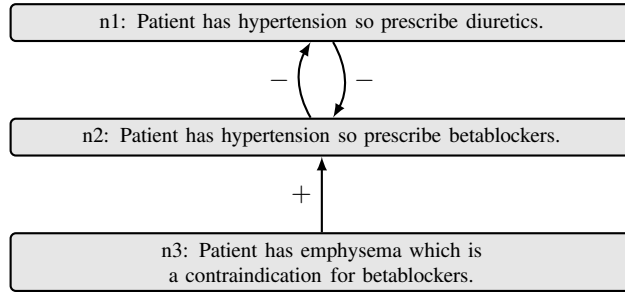 n1: Patient has hypertension so prescribe diuretics.
− −
n2: Patient has hypertension so prescribe betablockers.
+
n3: Patient has emphysema which is
a contraindication for betablockers.